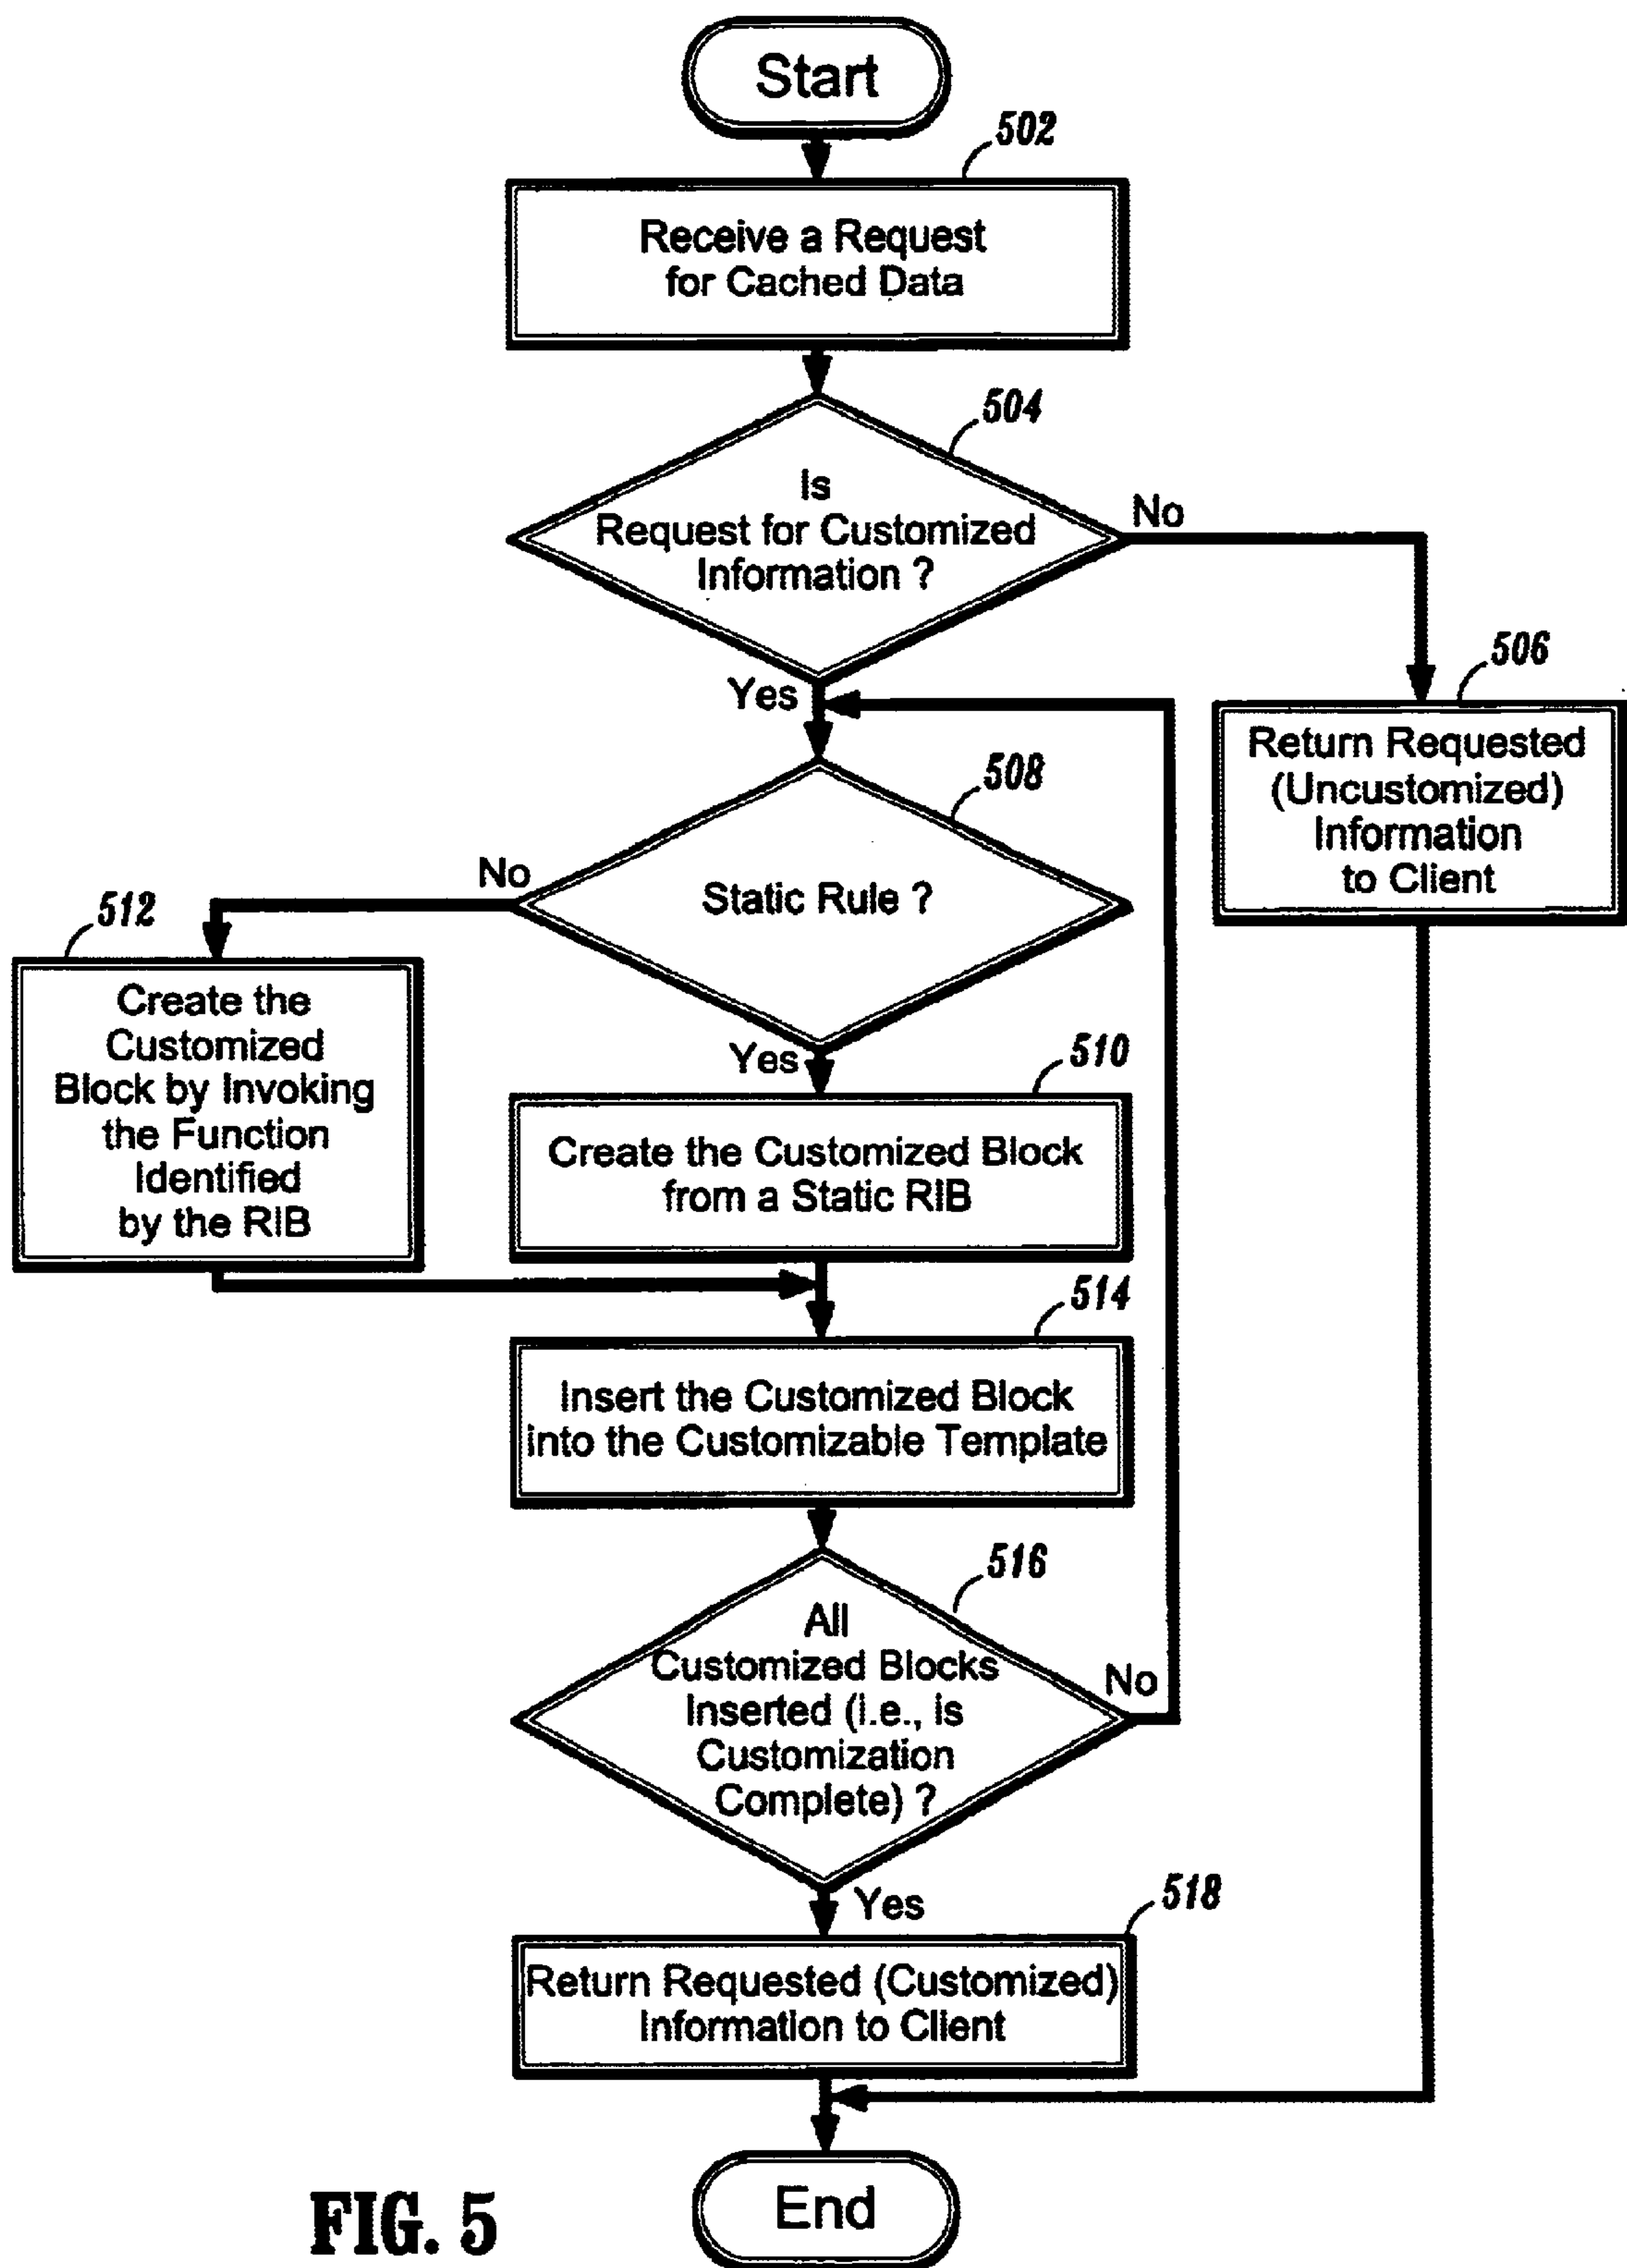 Start
502
Receive a Request
for Cached Data
504
Is
Request for Customized
Information ?
No
Yes
506
Return Requested
(Uncustomized)
Information
to Client
508
Static Rule ?
No
Yes
512
Create the
Customized
Block by Invoking
the Function
Identified
by the RIB
510
Create the Customized Block
from a Static RIB
514
Insert the Customized Block
into the Customizable Template
516
All
Customized Blocks
Inserted (i.e., is
Customization
Complete) ?
No
Yes
518
Return Requested (Customized)
Information to Client
End
FIG. 5